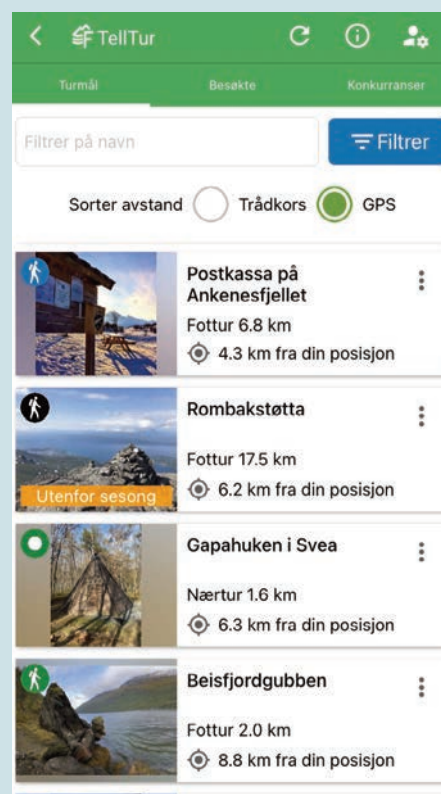 TellTur
Turmål Besøkte Konkurranser
Filtrer på navn Filtrer
Sorter avstand Trådkors GPS
Postkassa på
Ankenesfjellet
Fottur 6.8 km
4.3 km fra din posisjon
Rombakstøtta
Fottur 17.5 km
Utenfor sesong
6.2 km fra din posisjon
Gapahuken i Svea
Nærtur 1.6 km
6.3 km fra din posisjon
Beisfjordgubben
Fottur 2.0 km
8.8 km fra din posisjon